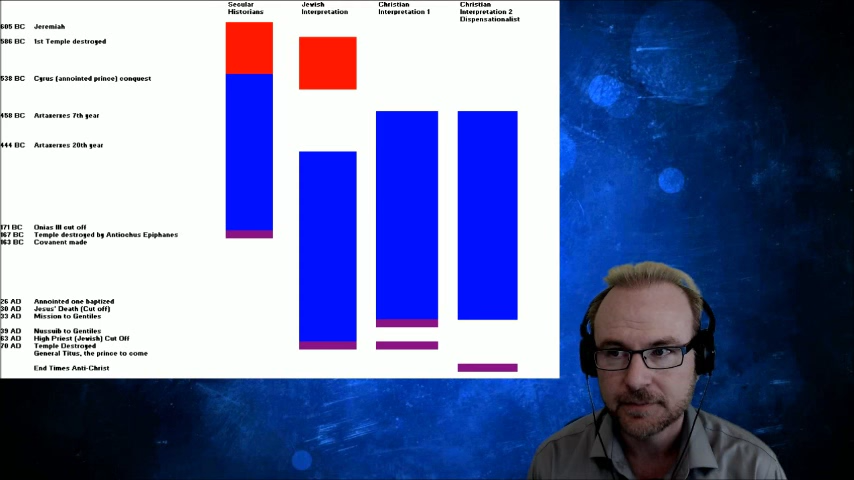 Secular Historians
Jewish Interpretation
Christian Interpretation 1
Christian Interpretation 2 Dispensationalist
605 BC Jeremiah
586 BC 1st Temple destroyed
538 BC Cyrus (annointed prince) conquest
458 BC Artaxerxes 7th year
444 BC Artaxerxes 20th year
171 BC Onias III cut off
167 BC Temple destroyed by Antiochus Epiphanes
163 BC Covanent made
26 AD Annointed one baptized
30 AD Jesus' Death (Cut off)
33 AD Mission to Gentiles
39 AD Nussuib to Gentiles
63 AD High Priest (Jewish) Cut Off
70 AD Temple Destroyed
General Titus, the prince to come
End Times Anti-Christ